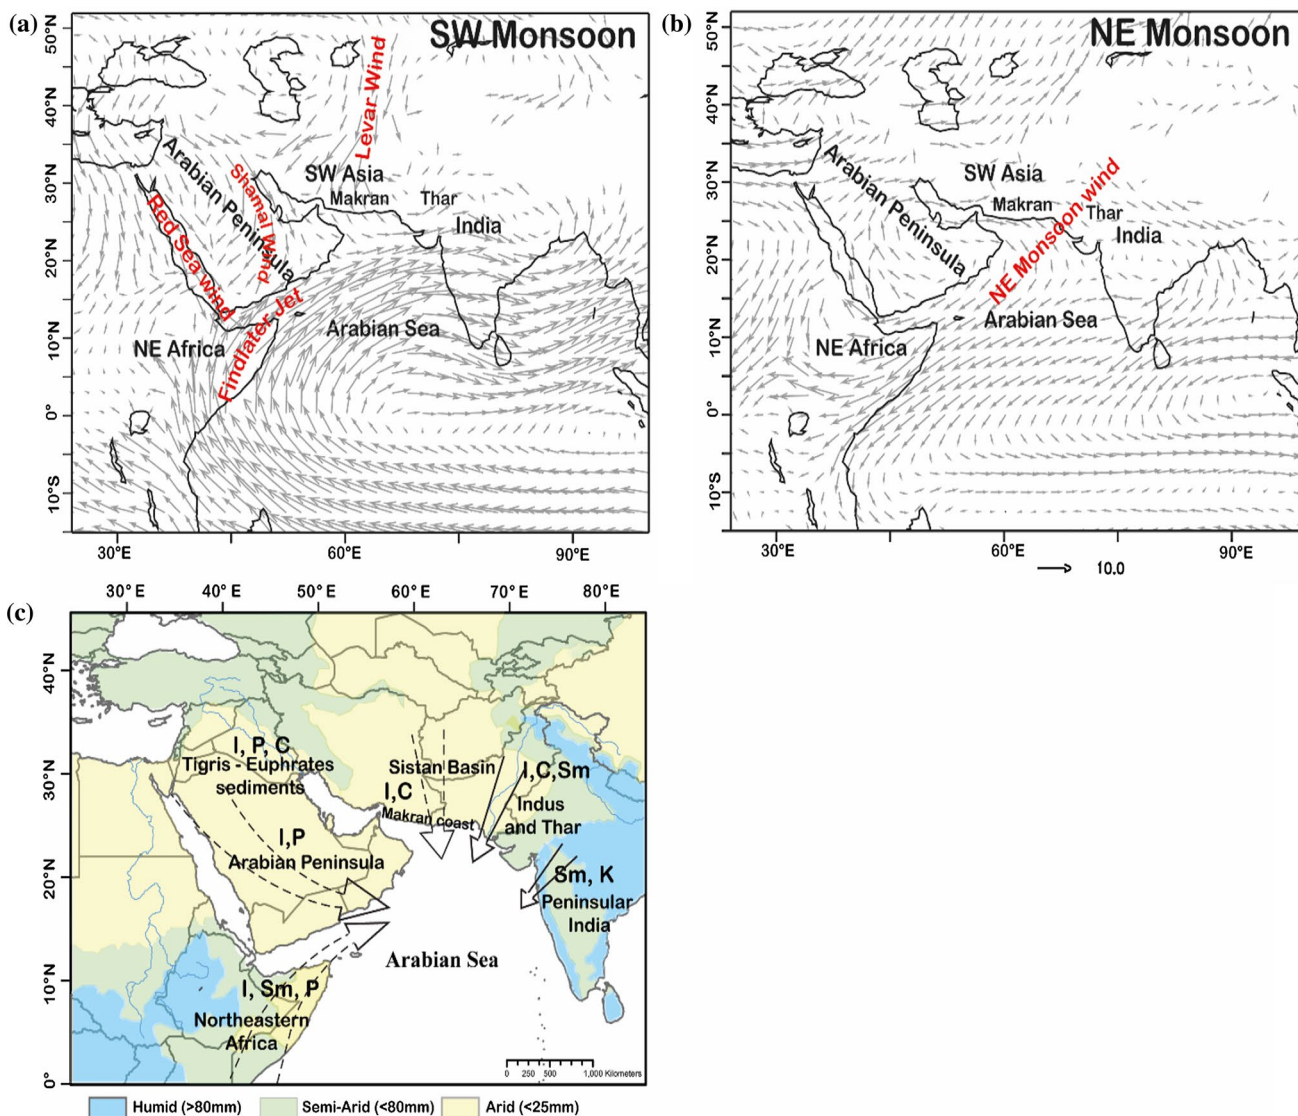 (a)
SW Monsoon
50°N
40°N
30°N
20°N
10°N
0°
10°S
Levar Wind
Arabian Peninsula
Shamal Wind
Red Sea wind
Findlater Jet
SW Asia
Makran
Thar
India
Arabian Sea
NE Africa
30°E
60°E
90°E
(b)
NE Monsoon
50°N
40°N
30°N
20°N
10°N
0°
10°S
Arabian Peninsula
SW Asia
Makran
Thar
India
NE Monsoon wind
Arabian Sea
NE Africa
30°E
60°E
90°E
10.0
(c)
30° E
40° E
50° E
60° E
70° E
80° E
40°N
30°N
20°N
10°N
0°
I, P, C
Tigris - Euphrates
sediments
Sistan Basin
I,C
Makran coast
I,C,Sm
Indus
and Thar
I,P
Arabian Peninsula
Sm, K
Peninsular
India
Arabian Sea
I, Sm, P
Northeastern
Africa
0 250 500 1,000 Kilometers
Humid (>80mm)
Semi-Arid (<80mm)
Arid (<25mm)